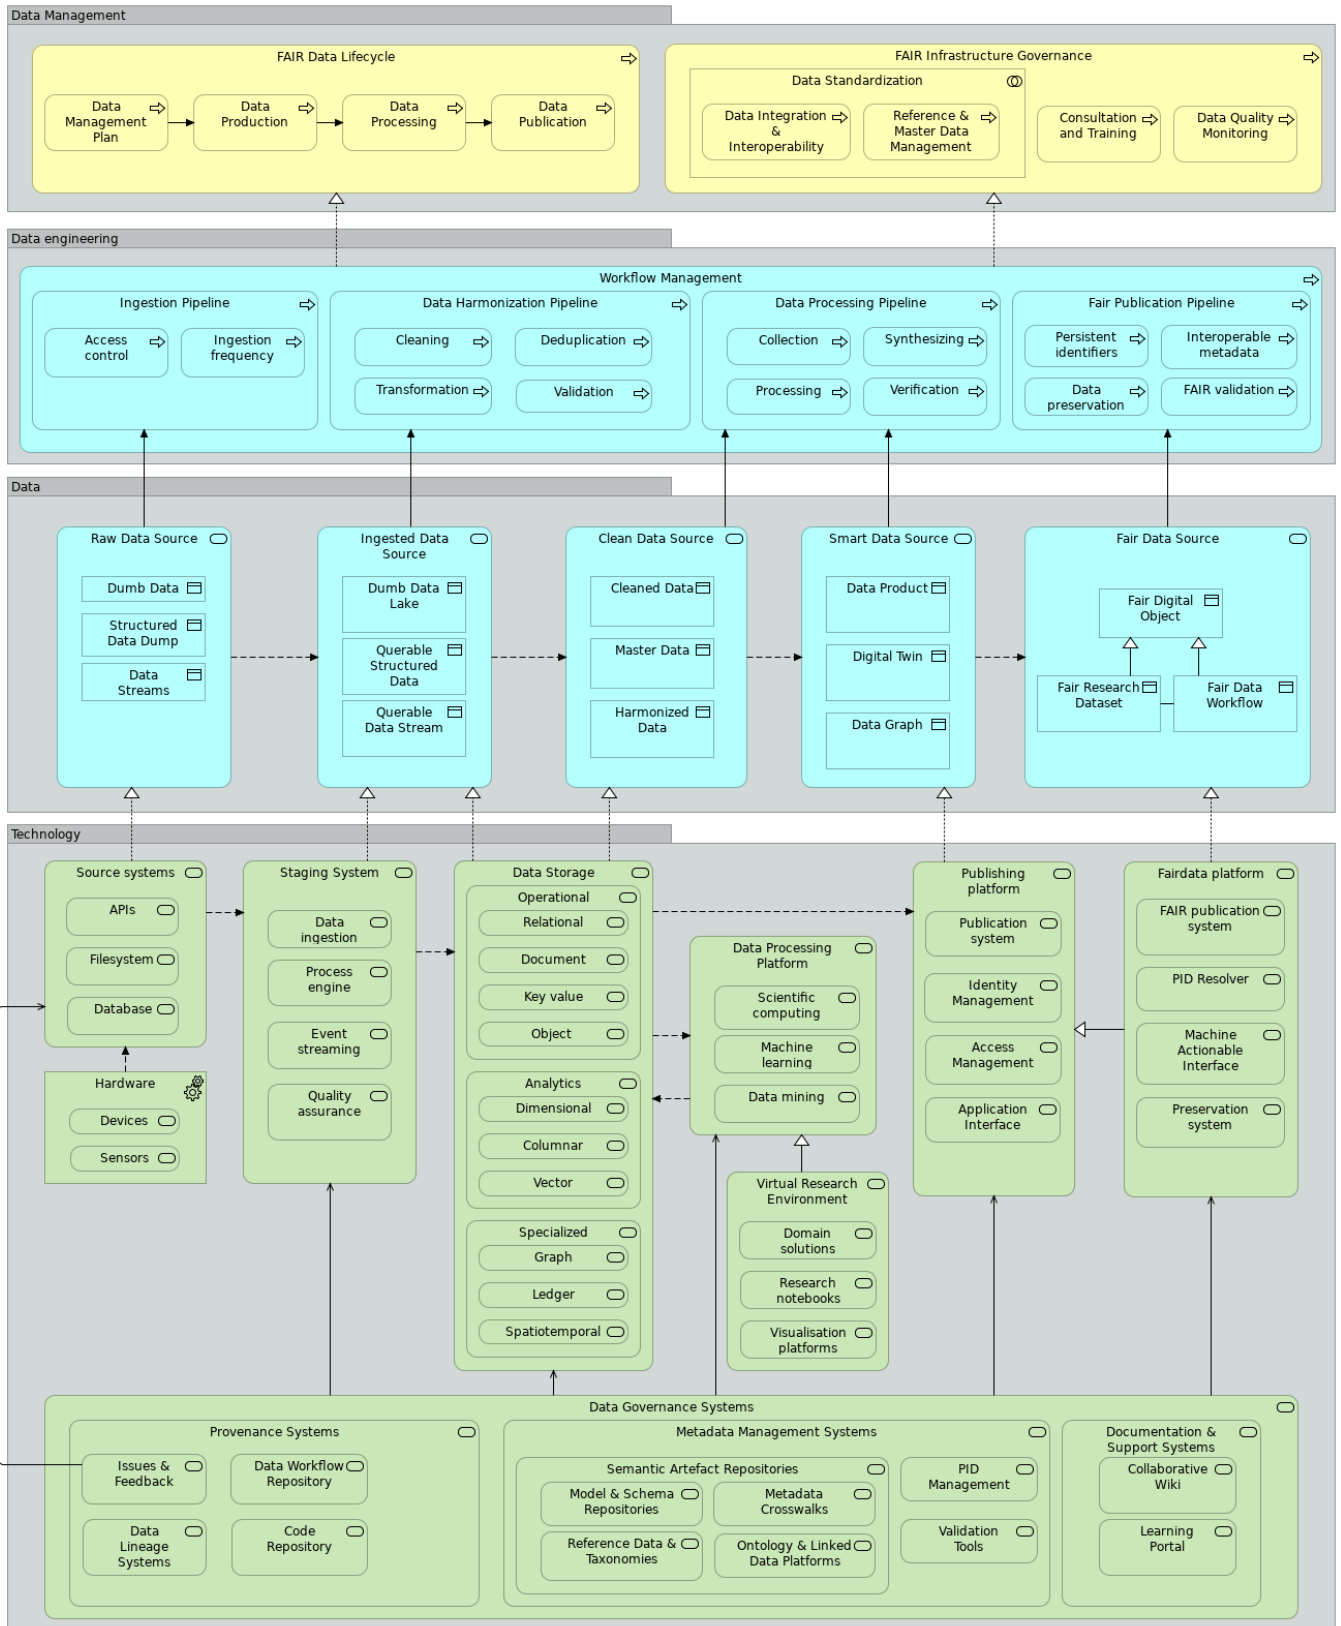 Data Management
FAIR Data Lifecycle
Data
Management
Plan
Data
Production
Data
Processing
Data
Publication
FAIR Infrastructure Governance
Data Standardization
Data Integration
&
Interoperability
Reference &
Master Data
Management
Consultation
and Training
Data Quality
Monitoring
Data engineering
Workflow Management
Ingestion Pipeline
Access
control
Ingestion
frequency
Data Harmonization Pipeline
Cleaning
Deduplication
Transformation
Validation
Data Processing Pipeline
Collection
Synthesizing
Processing
Verification
Fair Publication Pipeline
Persistent
identifiers
Interoperable
metadata
Data
preservation
FAIR validation
Data
Raw Data Source
Dumb Data
Structured
Data Dump
Data
Streams
Ingested Data
Source
Dumb Data
Lake
Querable
Structured
Data
Querable
Data Stream
Clean Data Source
Cleaned Data
Master Data
Harmonized
Data
Smart Data Source
Data Product
Digital Twin
Data Graph
Fair Data Source
Fair Digital
Object
Fair Research
Dataset
Fair Data
Workflow
Technology
Source systems
APIs
Filesystem
Database
Hardware
Devices
Sensors
Staging System
Data
ingestion
Process
engine
Event
streaming
Quality
assurance
Data Storage
Operational
Relational
Document
Key value
Object
Analytics
Dimensional
Columnar
Vector
Specialized
Graph
Ledger
Spatiotemporal
Data Processing
Platform
Scientific
computing
Machine
learning
Data mining
Virtual Research
Environment
Domain
solutions
Research
notebooks
Visualisation
platforms
Publishing
platform
Publication
system
Identity
Management
Access
Management
Application
Interface
Fairdata platform
FAIR publication
system
PID Resolver
Machine
Actionable
Interface
Preservation
system
Data Governance Systems
Provenance Systems
Issues &
Feedback
Data Workflow
Repository
Data
Lineage
Systems
Code
Repository
Metadata Management Systems
Semantic Artefact Repositories
Model & Schema
Repositories
Metadata
Crosswalks
Reference Data &
Taxonomies
Ontology & Linked
Data Platforms
PID
Management
Validation
Tools
Documentation &
Support Systems
Collaborative
Wiki
Learning
Portal